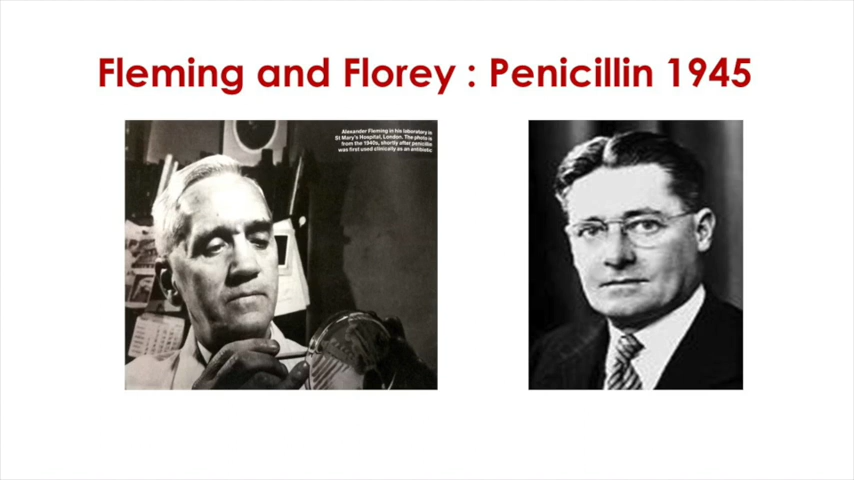 Fleming and Florey : Penicillin 1945
Alexander Fleming in his laboratory in
St Mary's Hospital, London. The photo is
from the 1940s, shortly after penicillin
was first used clinically as an antibiotic